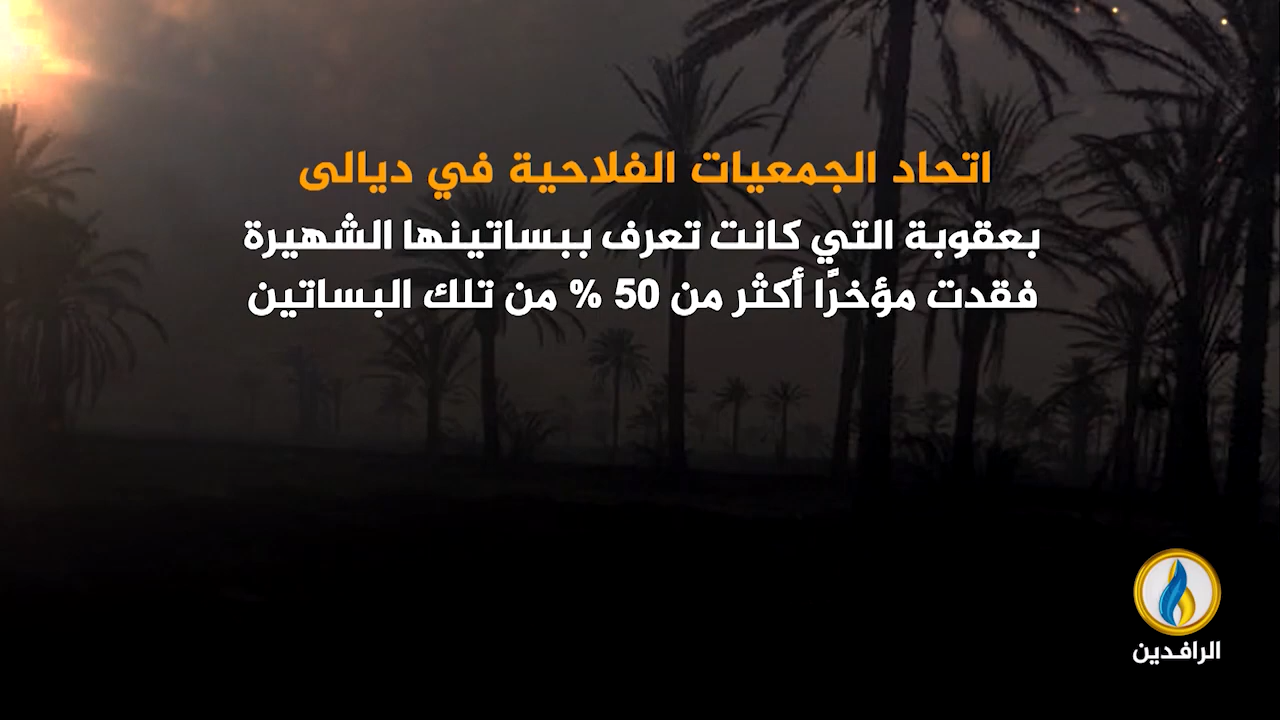 اتحاد الجمعيات الفلاحية في ديالى
بعقوبة التي كانت تعرف ببساتينها الشهيرة
فقدت مؤخرًا أكثر من 50 % من تلك البساتين
الرافدين